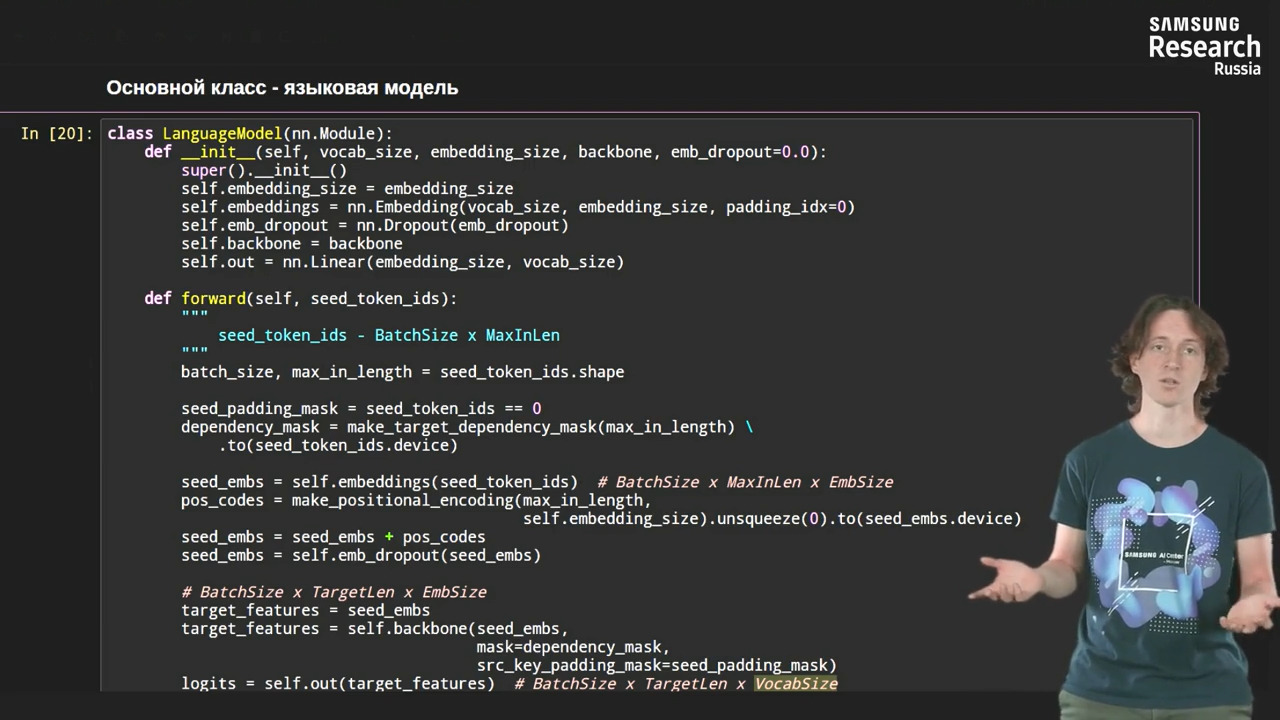 SAMSUNG
Research
Russia
Основной класс - языковая модель
In [20]:
class LanguageModel(nn.Module):
    def __init__(self, vocab_size, embedding_size, backbone, emb_dropout=0.0):
        super().__init__()
        self.embedding_size = embedding_size
        self.embeddings = nn.Embedding(vocab_size, embedding_size, padding_idx=0)
        self.emb_dropout = nn.Dropout(emb_dropout)
        self.backbone = backbone
        self.out = nn.Linear(embedding_size, vocab_size)
    def forward(self, seed_token_ids):
        """
            seed_token_ids - BatchSize x MaxInLen
        """
        batch_size, max_in_length = seed_token_ids.shape
        seed_padding_mask = seed_token_ids == 0
        dependency_mask = make_target_dependency_mask(max_in_length) \
            .to(seed_token_ids.device)
        seed_embs = self.embeddings(seed_token_ids)  # BatchSize x MaxInLen x EmbSize
        pos_codes = make_positional_encoding(max_in_length,
                                             self.embedding_size).unsqueeze(0).to(seed_embs.device)
        seed_embs = seed_embs + pos_codes
        seed_embs = self.emb_dropout(seed_embs)
        # BatchSize x TargetLen x EmbSize
        target_features = seed_embs
        target_features = self.backbone(seed_embs,
                                        mask=dependency_mask,
                                        src_key_padding_mask=seed_padding_mask)
        logits = self.out(target_features)  # BatchSize x TargetLen x VocabSize
SAMSUNG AI Center